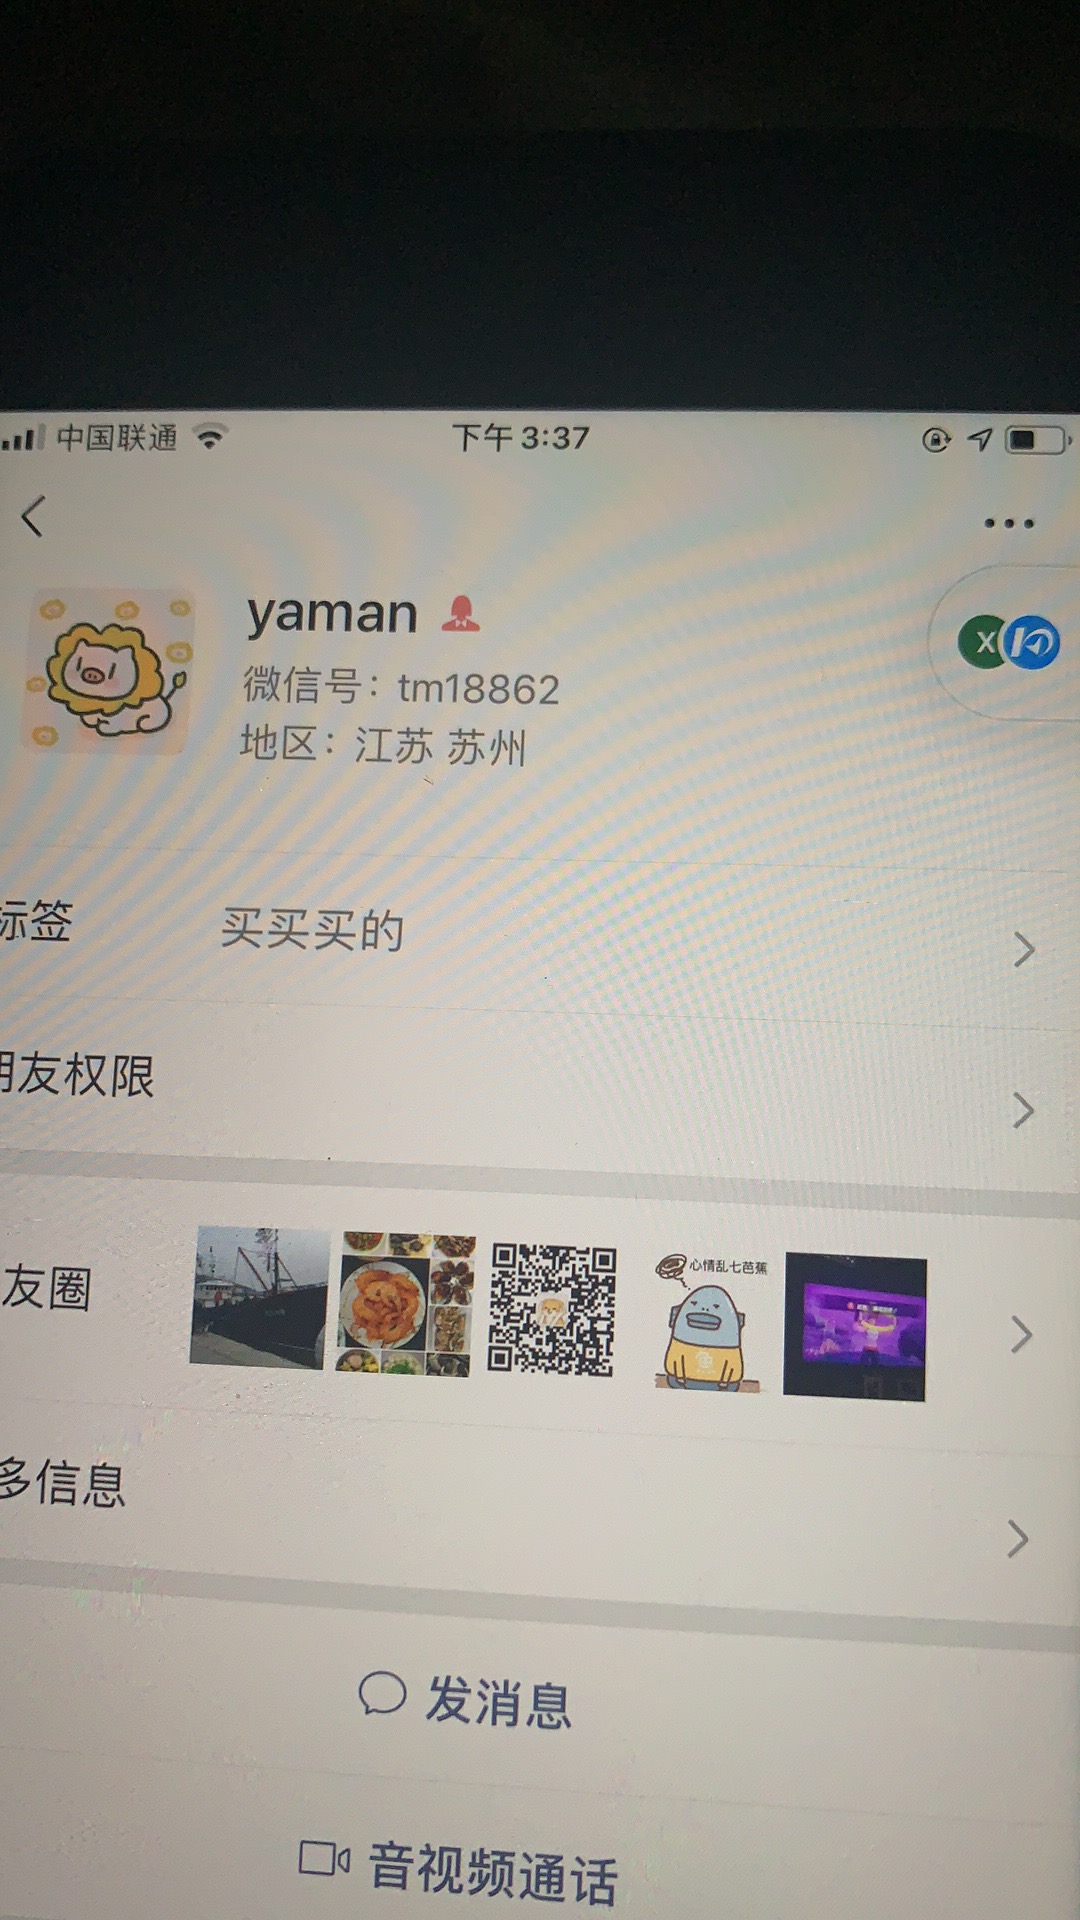 中国联通
下午 3:37
yaman
微信号：tm18862
地区：江苏 苏州
标签 买买买的
朋友权限
友圈
心情乱七芭蕉
多信息
发消息
音视频通话